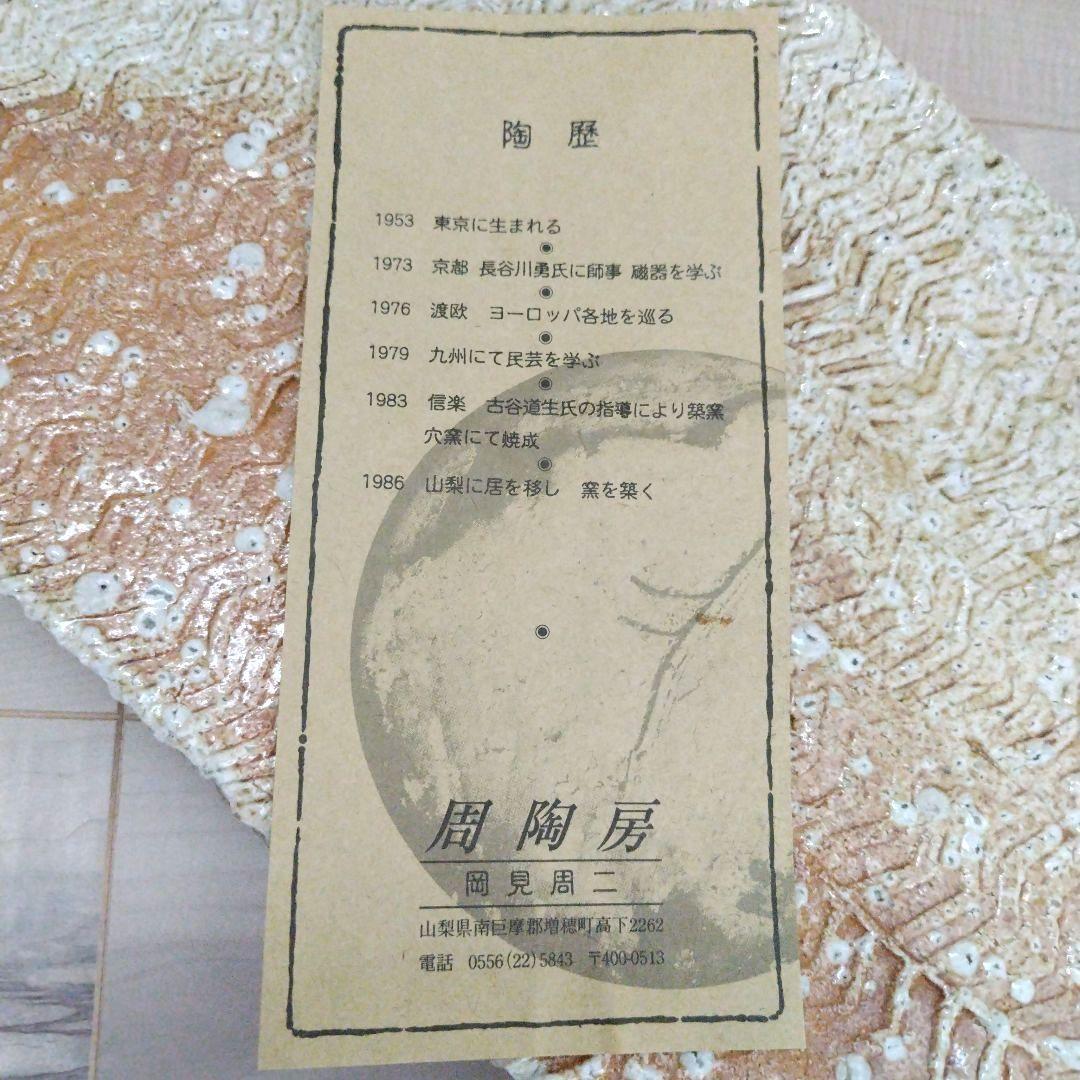 陶歴
1953 東京に生まれる
1973 京都 長谷川勇氏に師事 磁器を学ぶ
1976 渡欧 ヨーロッパ各地を巡る
1979 九州にて民芸を学ぶ
1983 信楽 古谷道生氏の指導により築窯
穴窯にて焼成
1986 山梨に居を移し 窯を築く
周陶房
岡見周二
山梨県南巨摩郡増穂町高下2262
電話 0556(22)5843 〒400-0513